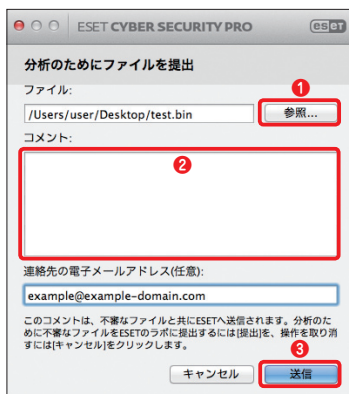 ESET CYBER SECURITY PRO
eset
分析のためにファイルを提出
ファイル:
❶
/Users/user/Desktop/test.bin
参照...
コメント:
❷
連絡先の電子メールアドレス(任意):
example@example-domain.com
このコメントは、不審なファイルと共にESETへ送信されます。分析のた
めに不審なファイルをESETのラボに提出するには[提出]を、操作を取り消
すには[キャンセル]をクリックします。
❸
キャンセル
送信